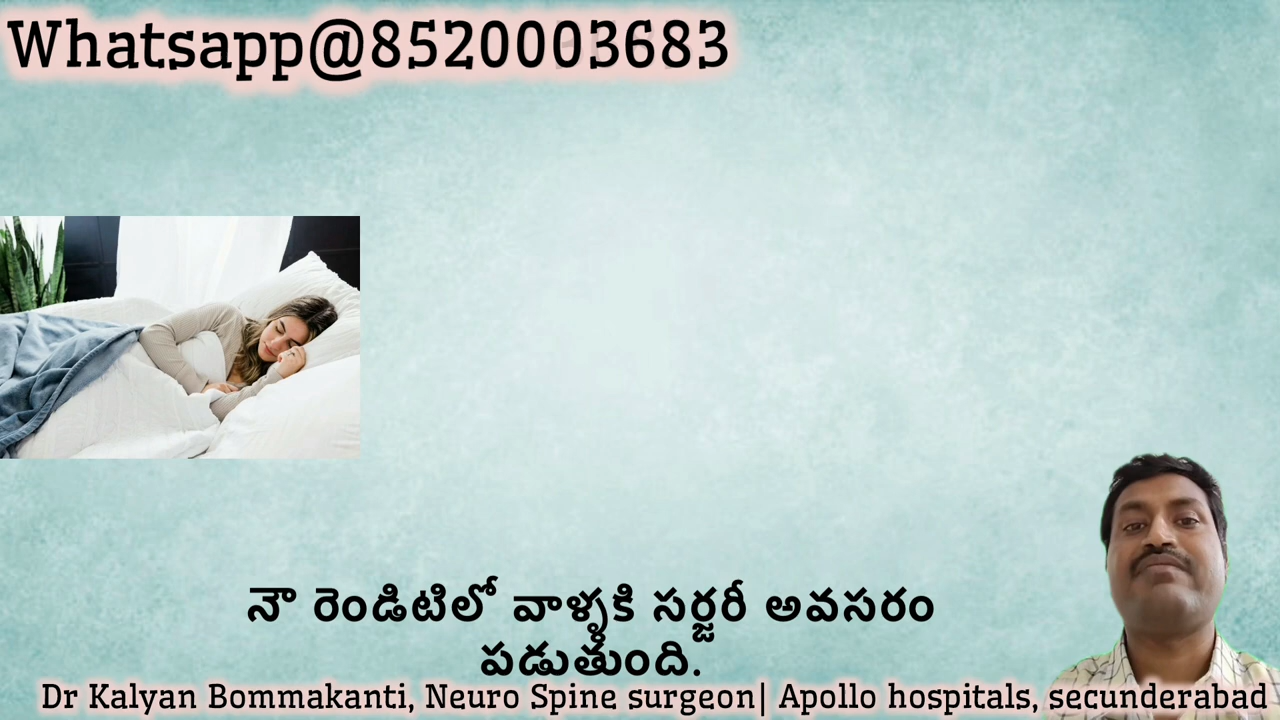 Whatsapp@8520003683
నౌ రెండిటిలో వాళ్ళకి సర్జరీ అవసరం
పడుతుంది.
Dr Kalyan Bommakanti, Neuro Spine surgeon| Apollo hospitals, secunderabad